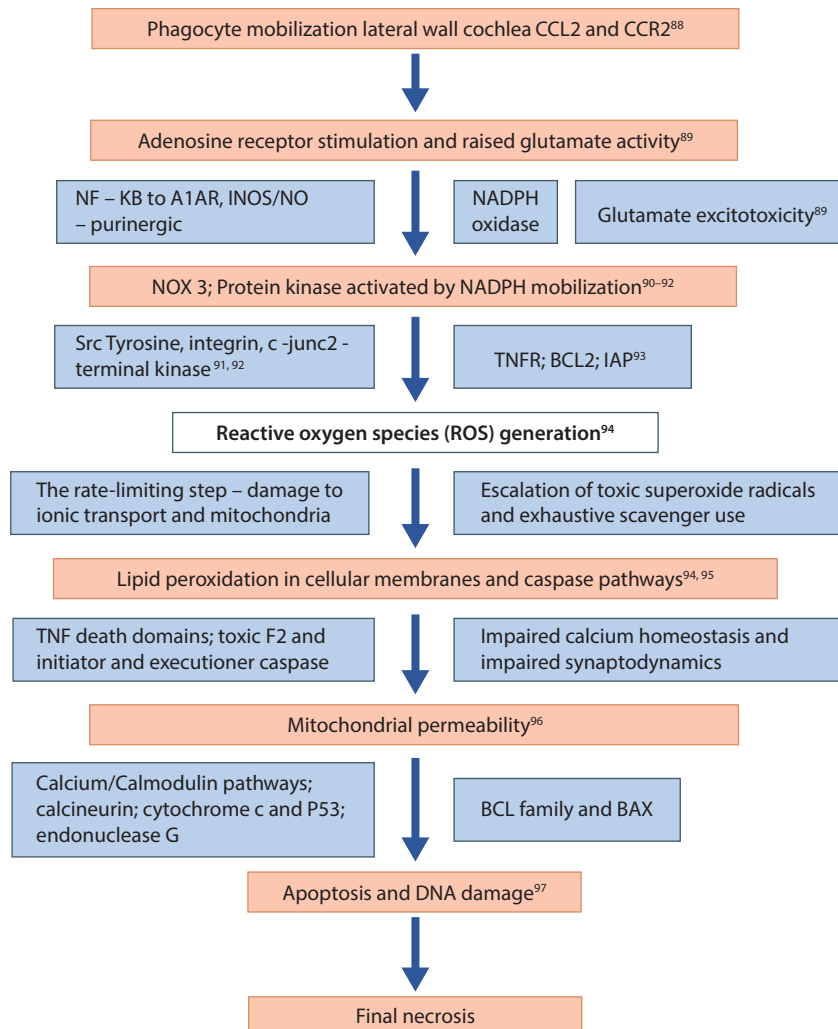 Phagocyte mobilization lateral wall cochlea CCL2 and CCR2⁸⁸
Adenosine receptor stimulation and raised glutamate activity⁸⁹
NF – KB to A1AR, INOS/NO
– purinergic
NADPH
oxidase
Glutamate excitotoxicity⁸⁹
NOX 3; Protein kinase activated by NADPH mobilization⁹⁰⁻⁹²
Src Tyrosine, integrin, c -junc2 -
terminal kinase⁹¹, ⁹²
TNFR; BCL2; IAP⁹³
Reactive oxygen species (ROS) generation⁹⁴
The rate-limiting step – damage to
ionic transport and mitochondria
Escalation of toxic superoxide radicals
and exhaustive scavenger use
Lipid peroxidation in cellular membranes and caspase pathways⁹⁴, ⁹⁵
TNF death domains; toxic F2 and
initiator and executioner caspase
Impaired calcium homeostasis and
impaired synaptodynamics
Mitochondrial permeability⁹⁶
Calcium/Calmodulin pathways;
calcineurin; cytochrome c and P53;
endonuclease G
BCL family and BAX
Apoptosis and DNA damage⁹⁷
Final necrosis